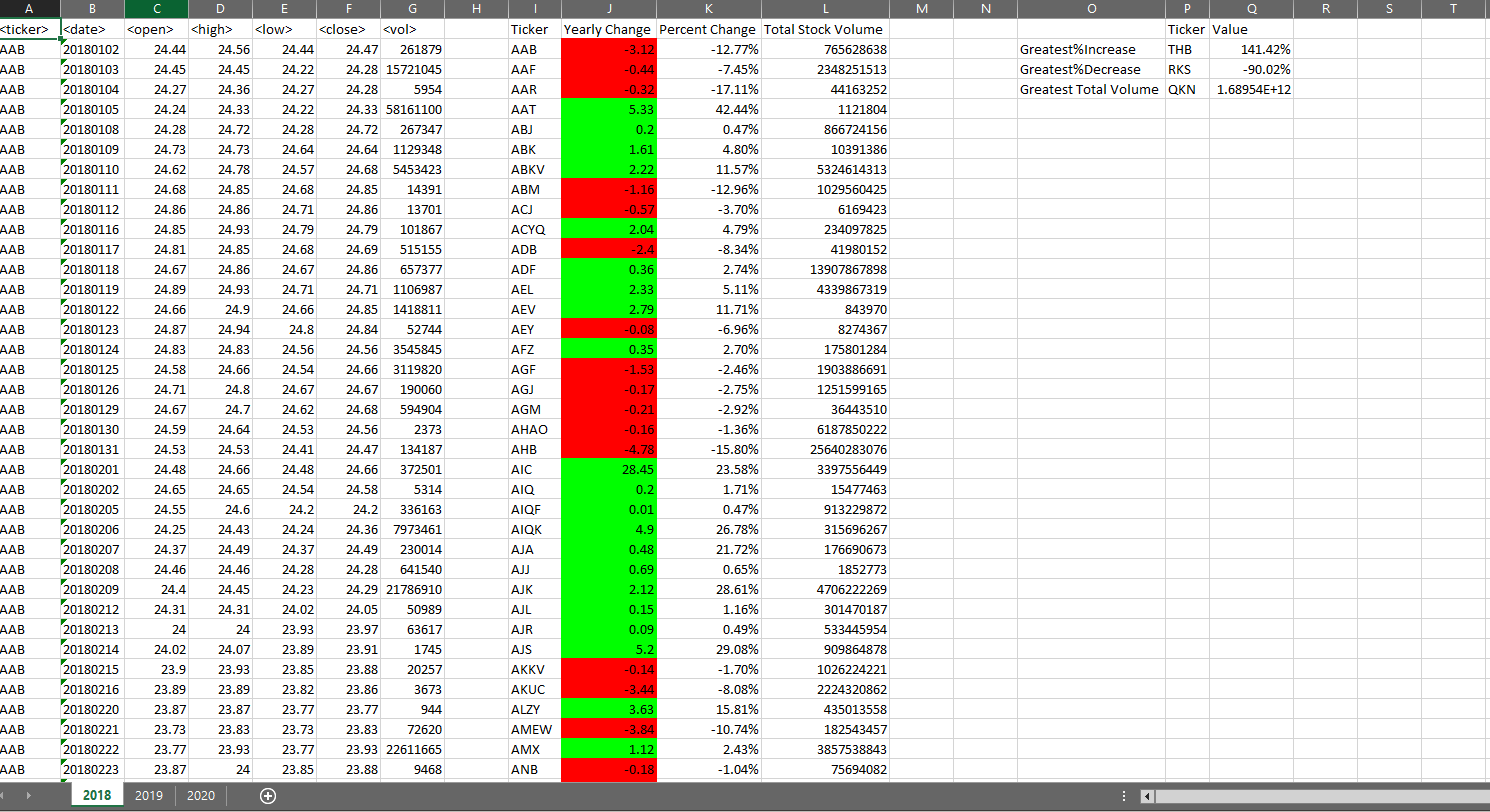 A B C D E F G H I J K L M N O P Q R S T
<ticker> <date> <open> <high> <low> <close> <vol> Ticker Yearly Change Percent Change Total Stock Volume Ticker Value
AAB 20180102 24.44 24.56 24.44 24.47 261879 AAB -3.12 -12.77% 765628638 Greatest%Increase THB 141.42%
AAB 20180103 24.45 24.45 24.22 24.28 15721045 AAF -0.44 -7.45% 2348251513 Greatest%Decrease RKS -90.02%
AAB 20180104 24.27 24.36 24.27 24.28 5954 AAR -0.32 -17.11% 44163252 Greatest Total Volume QKN 1.68954E+12
AAB 20180105 24.24 24.33 24.22 24.33 58161100 AAT 5.33 42.44% 1121804
AAB 20180108 24.28 24.72 24.28 24.72 267347 ABJ 0.2 0.47% 866724156
AAB 20180109 24.73 24.73 24.64 24.64 1129348 ABK 1.61 4.80% 10391386
AAB 20180110 24.62 24.78 24.57 24.68 5453423 ABKV 2.22 11.57% 5324614313
AAB 20180111 24.68 24.85 24.68 24.85 14391 ABM -1.16 -12.96% 1029560425
AAB 20180112 24.86 24.86 24.71 24.86 13701 ACJ -0.57 -3.70% 6169423
AAB 20180116 24.85 24.93 24.79 24.79 101867 ACYQ 2.04 4.79% 234097825
AAB 20180117 24.81 24.85 24.68 24.69 515155 ADB -2.4 -8.34% 41980152
AAB 20180118 24.67 24.86 24.67 24.86 657377 ADF 0.36 2.74% 13907867898
AAB 20180119 24.89 24.93 24.71 24.71 1106987 AEL 2.33 5.11% 4339867319
AAB 20180122 24.66 24.9 24.66 24.85 1418811 AEV 2.79 11.71% 843970
AAB 20180123 24.87 24.94 24.8 24.84 52744 AEY -0.08 -6.96% 8274367
AAB 20180124 24.83 24.83 24.56 24.56 3545845 AFZ 0.35 2.70% 175801284
AAB 20180125 24.58 24.66 24.54 24.66 3119820 AGF -1.53 -2.46% 1903886691
AAB 20180126 24.71 24.8 24.67 24.67 190060 AGJ -0.17 -2.75% 1251599165
AAB 20180129 24.67 24.7 24.62 24.68 594904 AGM -0.21 -2.92% 36443510
AAB 20180130 24.59 24.64 24.53 24.56 2373 AHAO -0.16 -1.36% 6187850222
AAB 20180131 24.53 24.53 24.41 24.47 134187 AHB -4.78 -15.80% 25640283076
AAB 20180201 24.48 24.66 24.48 24.66 372501 AIC 28.45 23.58% 3397556449
AAB 20180202 24.65 24.65 24.54 24.58 5314 AIQ 0.2 1.71% 15477463
AAB 20180205 24.55 24.6 24.2 24.2 336163 AIQF 0.01 0.47% 913229872
AAB 20180206 24.25 24.43 24.24 24.36 7973461 AIQK 4.9 26.78% 315696267
AAB 20180207 24.37 24.49 24.37 24.49 230014 AJA 0.48 21.72% 176690673
AAB 20180208 24.46 24.46 24.28 24.28 641540 AJJ 0.69 0.65% 1852773
AAB 20180209 24.4 24.45 24.23 24.29 21786910 AJK 2.12 28.61% 4706222269
AAB 20180212 24.31 24.31 24.02 24.05 50989 AJL 0.15 1.16% 301470187
AAB 20180213 24 24 23.93 23.97 63617 AJR 0.09 0.49% 533445954
AAB 20180214 24.02 24.07 23.89 23.91 1745 AJS 5.2 29.08% 909864878
AAB 20180215 23.9 23.93 23.85 23.88 20257 AKKV -0.14 -1.70% 1026224221
AAB 20180216 23.89 23.89 23.82 23.86 3673 AKUC -3.44 -8.08% 2224320862
AAB 20180220 23.87 23.87 23.77 23.77 944 ALZY 3.63 15.81% 435013558
AAB 20180221 23.73 23.83 23.73 23.83 72620 AMEW -3.84 -10.74% 182543457
AAB 20180222 23.77 23.93 23.77 23.93 22611665 AMX 1.12 2.43% 3857538843
AAB 20180223 23.87 24 23.85 23.88 9468 ANB -0.18 -1.04% 75694082
2018 2019 2020